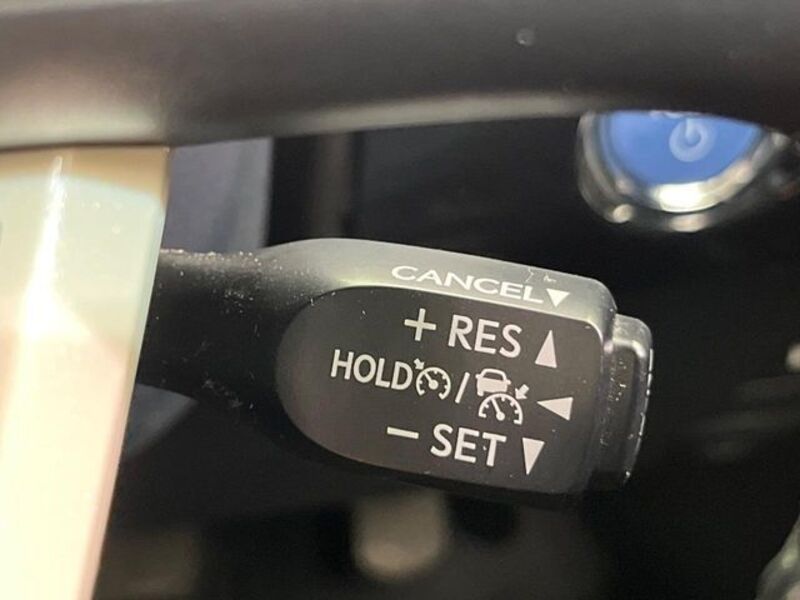 CANCEL▼
+ RES ▲
HOLD / ◀
− SET ▼